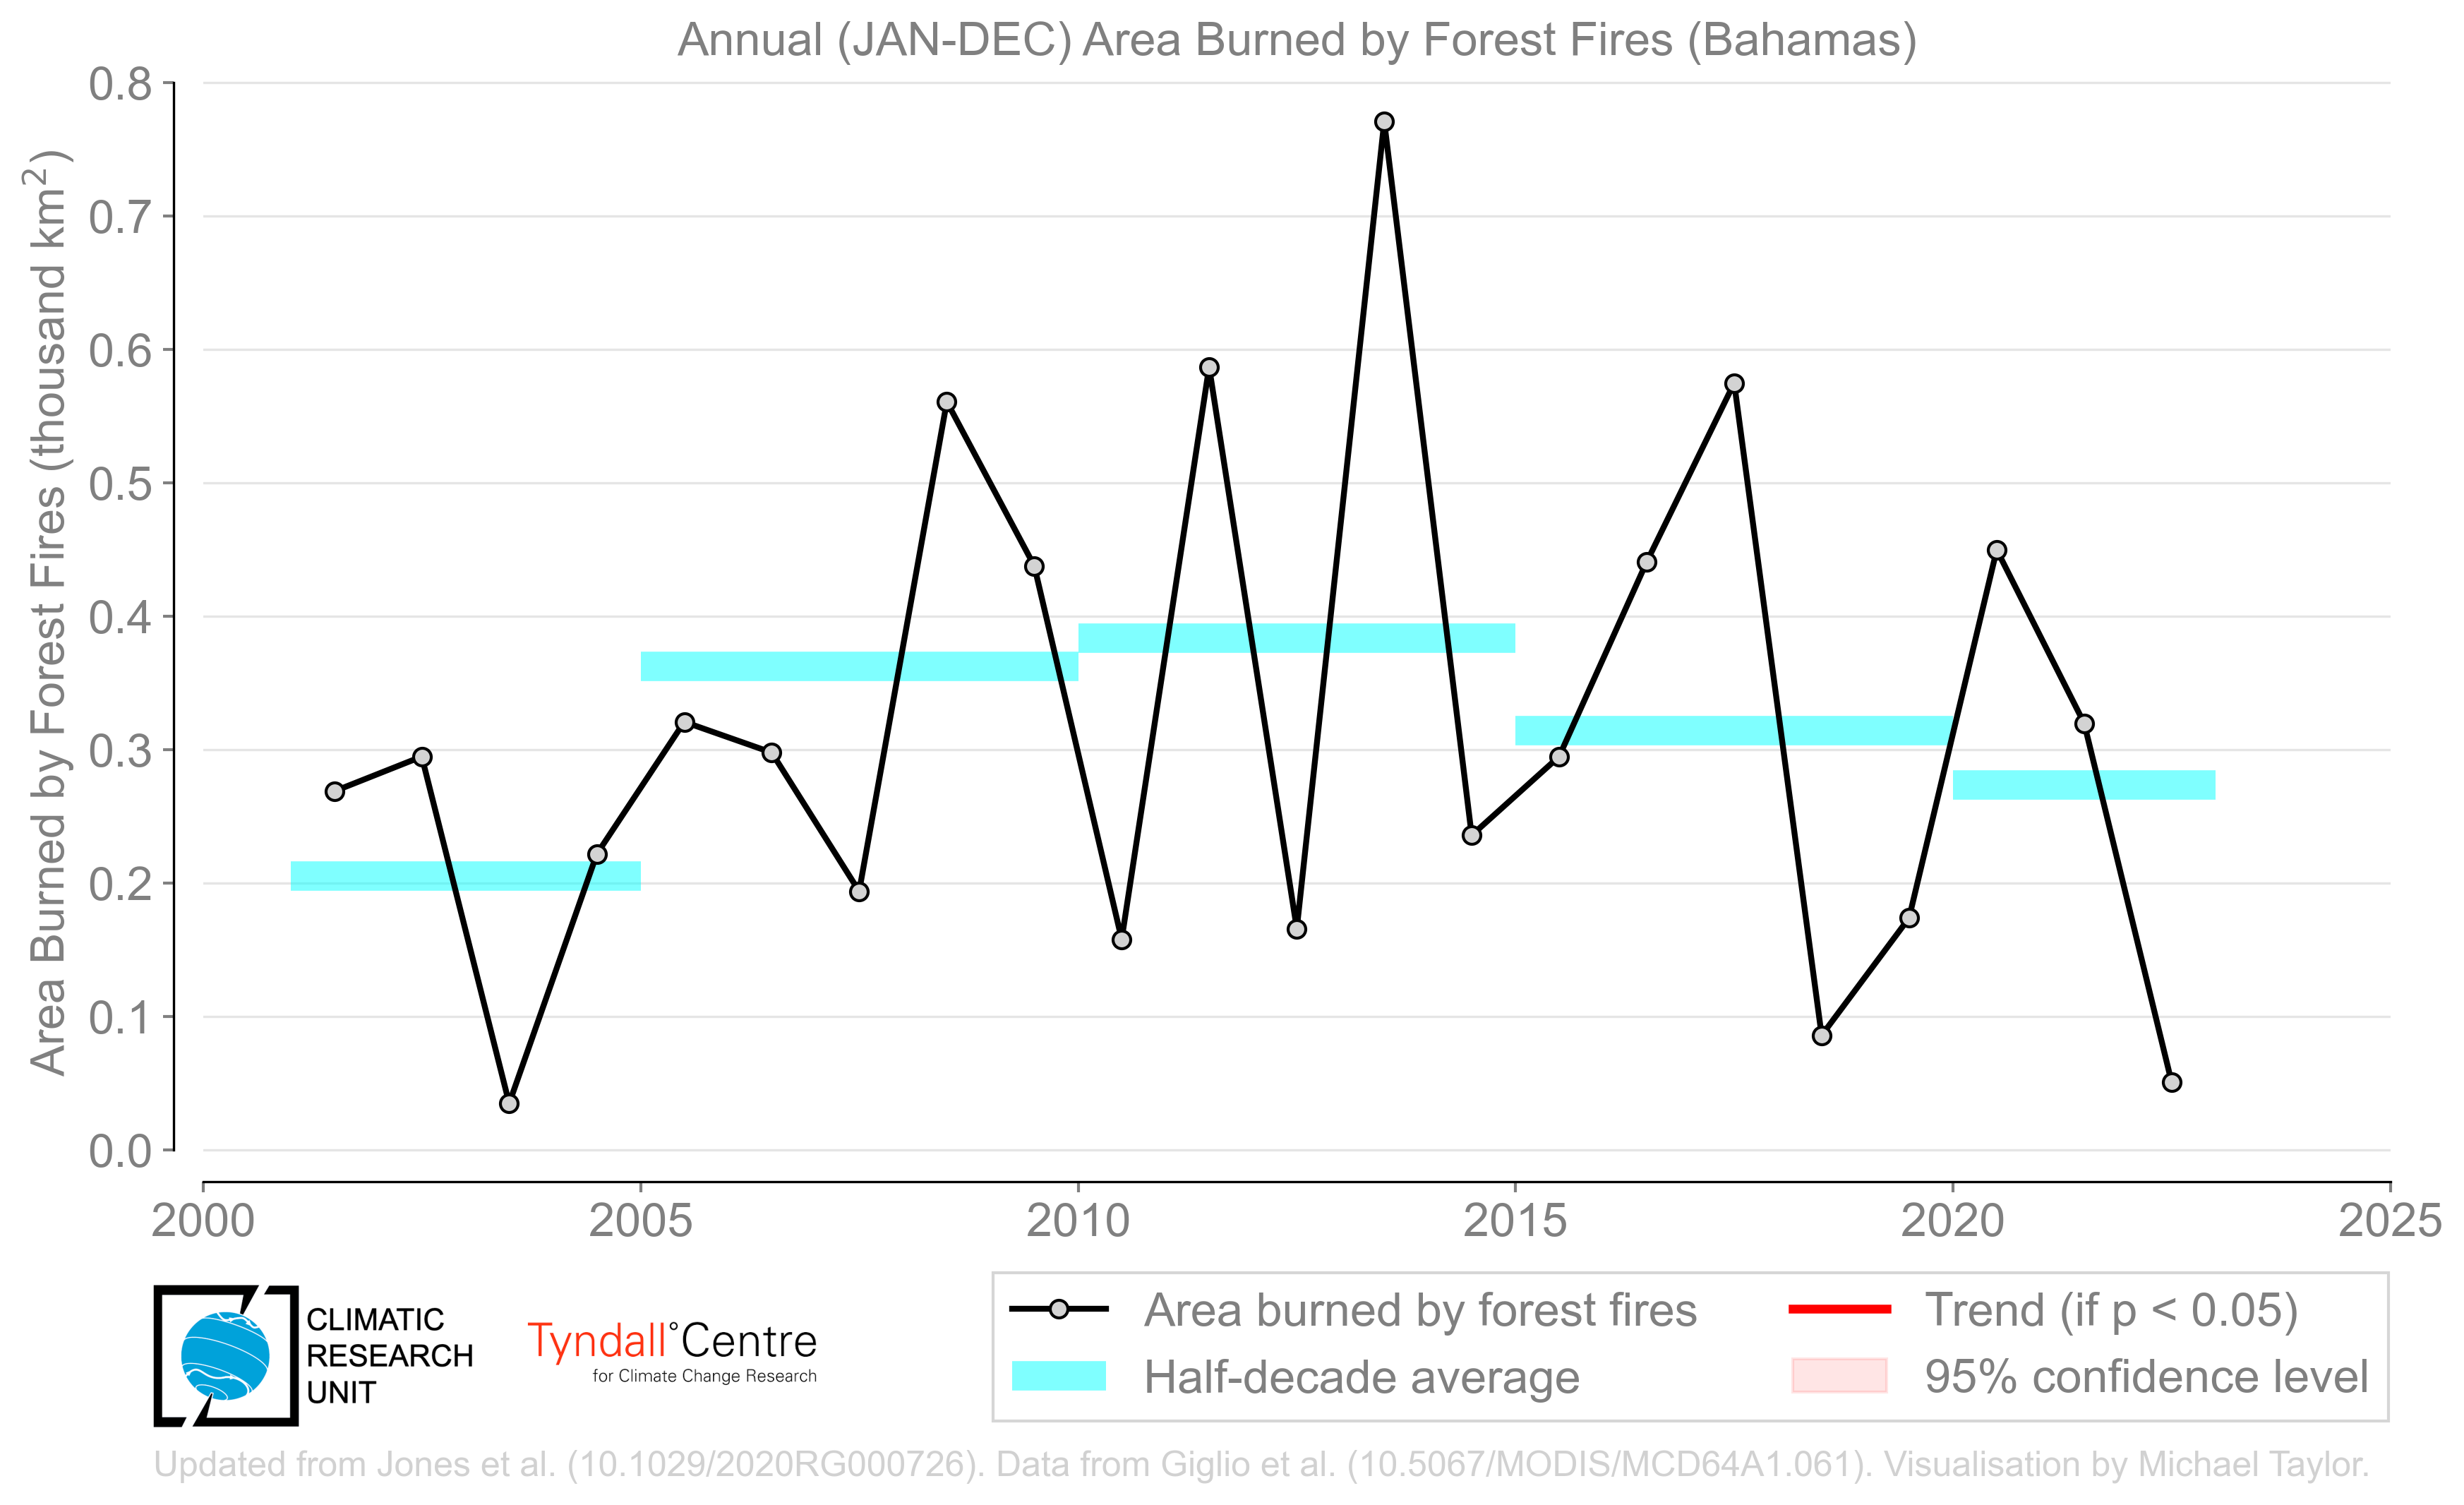 Annual (JAN-DEC) Area Burned by Forest Fires (Bahamas)
Area Burned by Forest Fires (thousand km²)
0.8
0.7
0.6
0.5
0.4
0.3
0.2
0.1
0.0
2000 2005 2010 2015 2020 2025
CLIMATIC
RESEARCH
UNIT
Tyndall°Centre
for Climate Change Research
Area burned by forest fires
Half-decade average
Trend (if p < 0.05)
95% confidence level
Updated from Jones et al. (10.1029/2020RG000726). Data from Giglio et al. (10.5067/MODIS/MCD64A1.061). Visualisation by Michael Taylor.